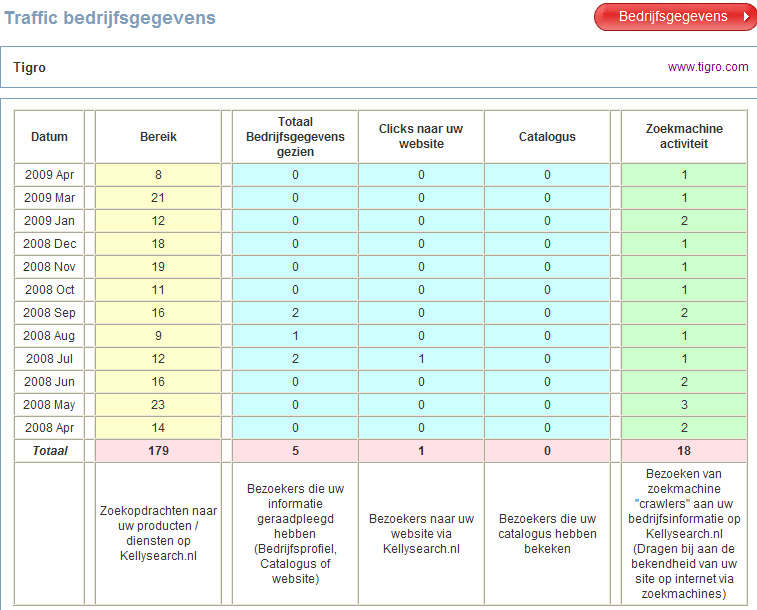 Traffic bedrijfsgegevens
Bedrijfsgegevens
Tigro
www.tigro.com
Datum Bereik Totaal Bedrijfsgegevens gezien Clicks naar uw website Catalogus Zoekmachine activiteit
2009 Apr 8 0 0 0 1
2009 Mar 21 0 0 0 1
2009 Jan 12 0 0 0 2
2008 Dec 18 0 0 0 1
2008 Nov 19 0 0 0 1
2008 Oct 11 0 0 0 1
2008 Sep 16 2 0 0 2
2008 Aug 9 1 0 0 1
2008 Jul 12 2 1 0 1
2008 Jun 16 0 0 0 2
2008 May 23 0 0 0 3
2008 Apr 14 0 0 0 2
Totaal 179 5 1 0 18
Zoekopdrachten naar
uw producten /
diensten op
Kellysearch.nl
Bezoekers die uw
informatie
geraadpleegd
hebben
(Bedrijfsprofiel,
Catalogus of
website)
Bezoekers naar uw
website via
Kellysearch.nl
Bezoekers die uw
catalogus hebben
bekeken
Bezoeken van
zoekmachine
"crawlers" aan uw
bedrijfsinformatie op
Kellysearch.nl
(Dragen bij aan de
bekendheid van uw
site op internet via
zoekmachines)